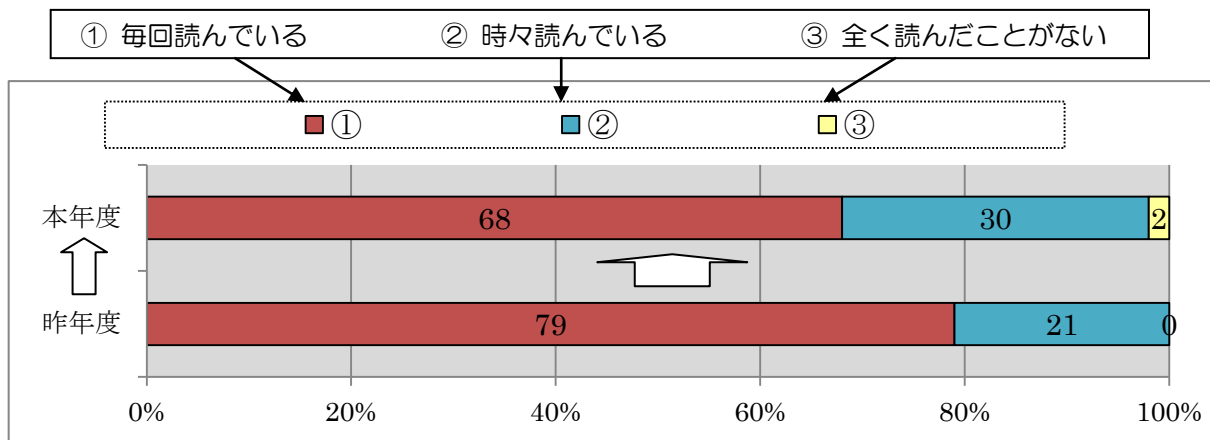 ① 毎回読んでいる ② 時々読んでいる ③ 全く読んだことがない
① ② ③
本年度 68 30 2
昨年度 79 21 0
0% 20% 40% 60% 80% 100%